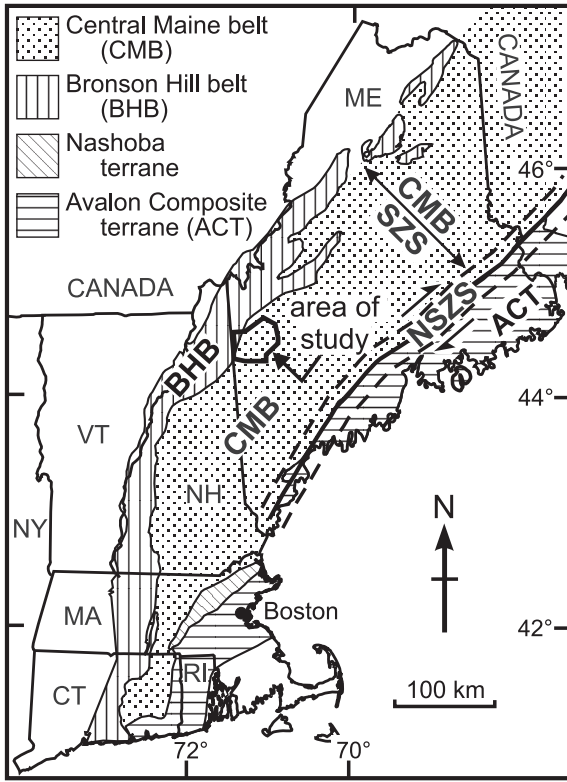 Central Maine belt
(CMB)
Bronson Hill belt
(BHB)
Nashoba
terrane
Avalon Composite
terrane (ACT)
ME
CANADA
46°
CMB
SZS
CANADA
area of
study
NSZS
ACT
BHB
44°
CMB
VT
NH
NY
N
MA
Boston
42°
RI
CT
100 km
72°
70°